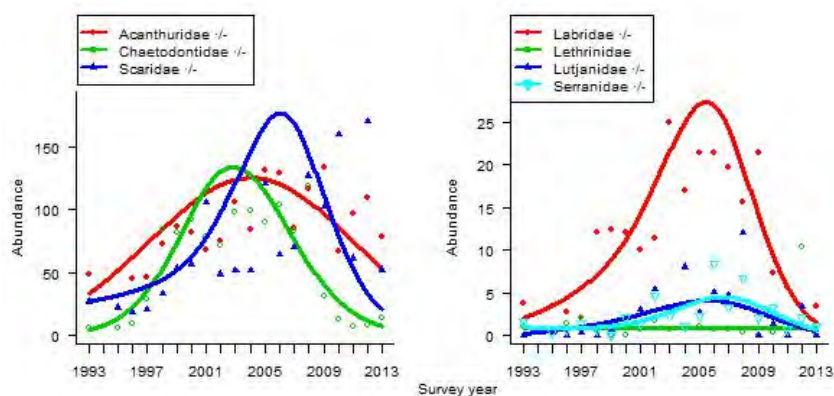 Acanthuridae ·/-
Chaetodontidae ·/-
Scaridae ·/-
Abundance
150
100
50
0
1993 1997 2001 2005 2009 2013
Labridae ·/-
Lethrinidae
Lutjanidae ·/-
Serranidae ·/-
Abundance
25
20
15
10
5
0
1993 1997 2001 2005 2009 2013
Survey year